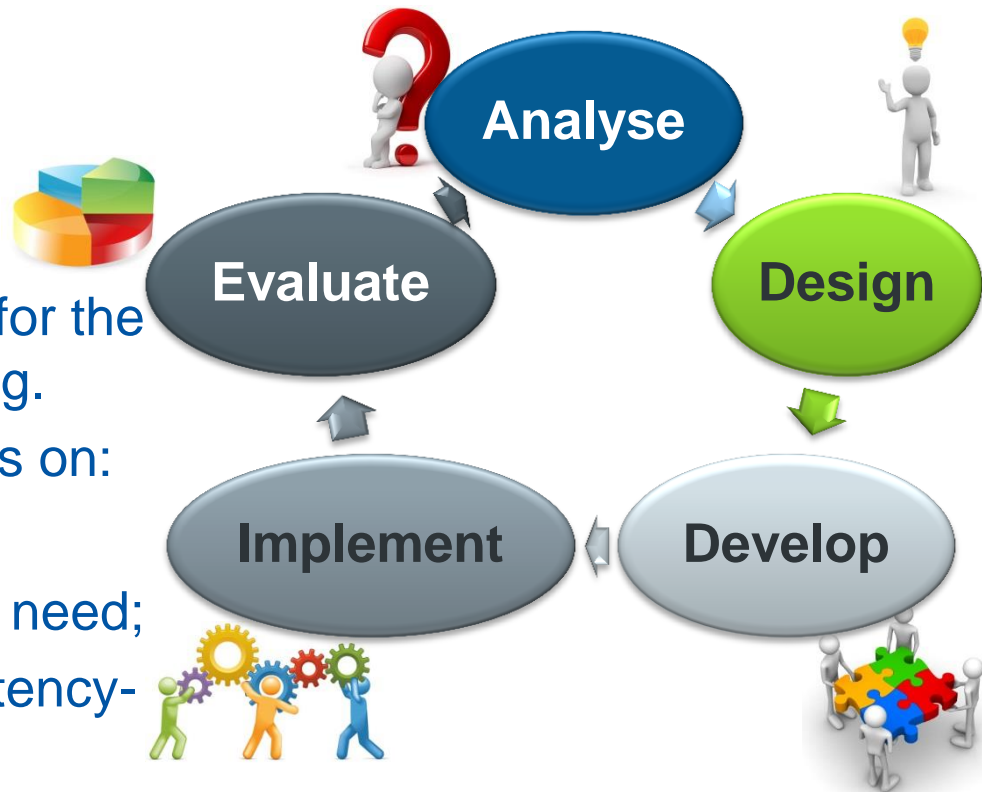 for the
g.
s on:
need;
tency-
Analyse
Design
Develop
Implement
Evaluate